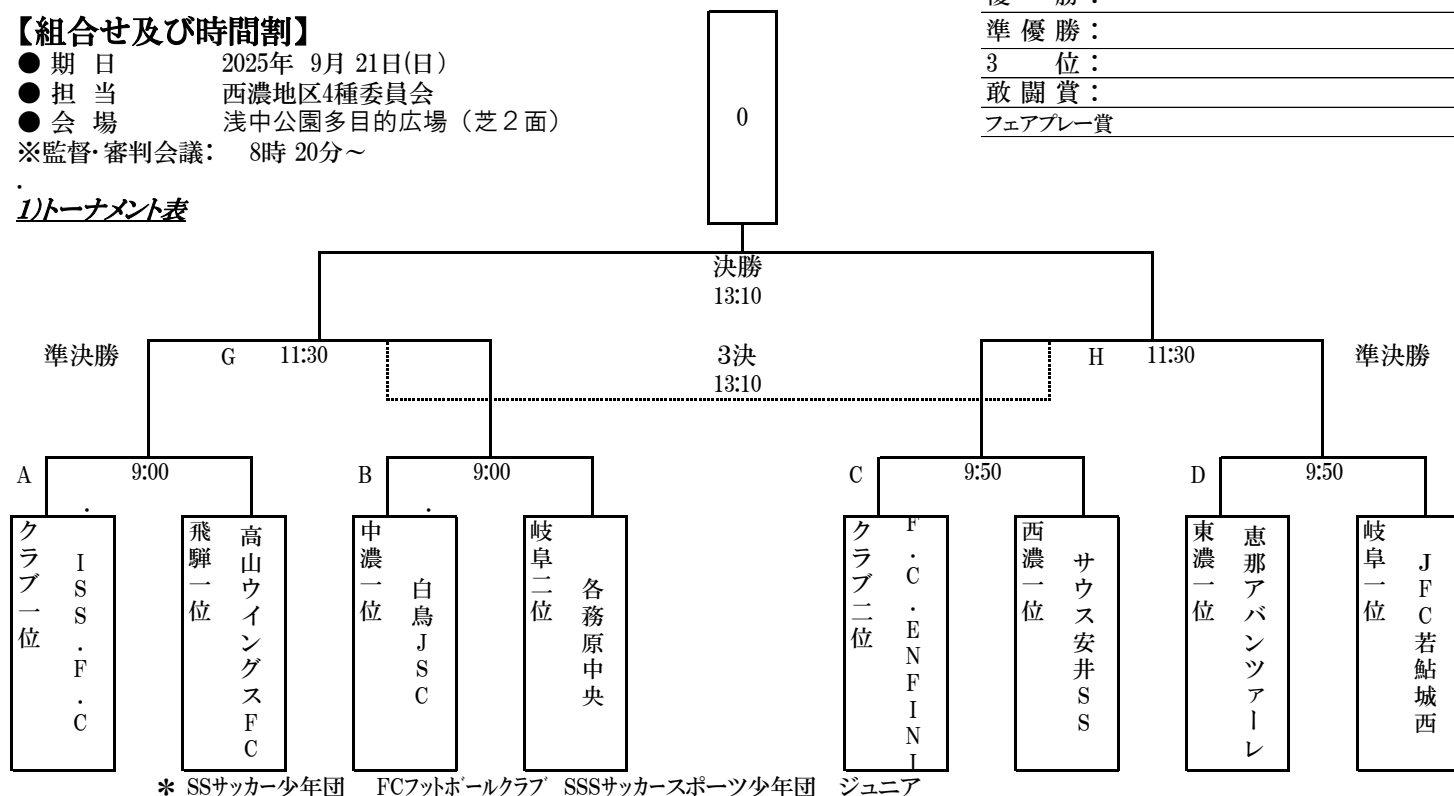 【組合せ及び時間割】
● 期 日 2025年 9月 21日(日)
● 担 当 西濃地区4種委員会
● 会 場 浅中公園多目的広場（芝２面）
※監督・審判会議： 8時 20分～
.
1)トーナメント表
0
優 勝：
準 優 勝：
3 位：
敢 闘 賞：
フェアプレー賞
決勝
13:10
準決勝 G 11:30 3決 H 11:30 準決勝
13:10
A 9:00 B 9:00 C 9:50 D 9:50
クラブ一位
ISS.F.C
飛騨一位
高山ウイングスFC
中濃一位
白鳥JSC
岐阜二位
各務原中央
クラブ二位
F.C.ENFINI
西濃一位
サウス安井SS
東濃一位
恵那アバンツァーレ
岐阜一位
JFC若鮎城西
＊ SSサッカー少年団 FCフットボールクラブ SSSサッカースポーツ少年団 ジュニア